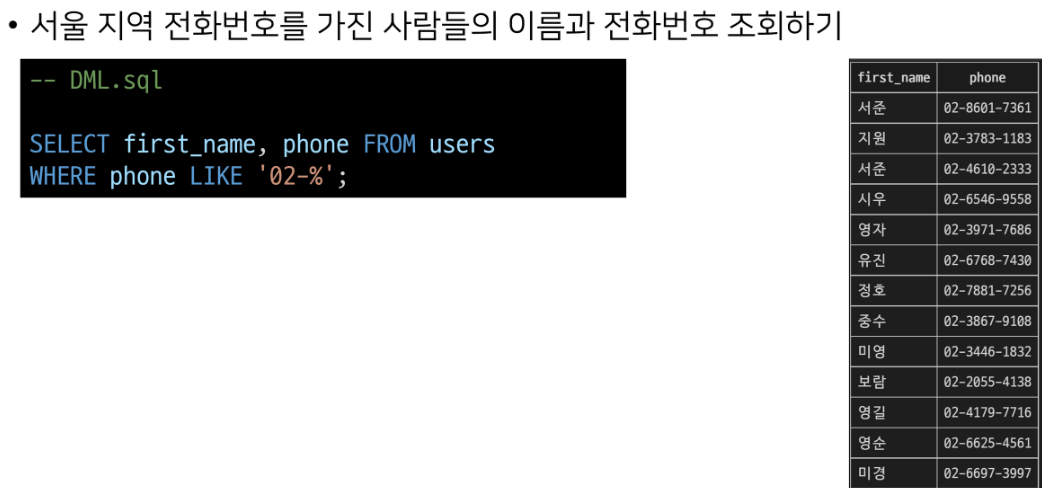 • 서울 지역 전화번호를 가진 사람들의 이름과 전화번호 조회하기
-- DML.sql
SELECT first_name, phone FROM users
WHERE phone LIKE '02-%';
first_name phone
서준 02-8601-7361
지원 02-3783-1183
서준 02-4610-2333
시우 02-6546-9558
영자 02-3971-7686
유진 02-6768-7430
정호 02-7881-7256
중수 02-3867-9108
미영 02-3446-1832
보람 02-2055-4138
영길 02-4179-7716
영순 02-6625-4561
미경 02-6697-3997